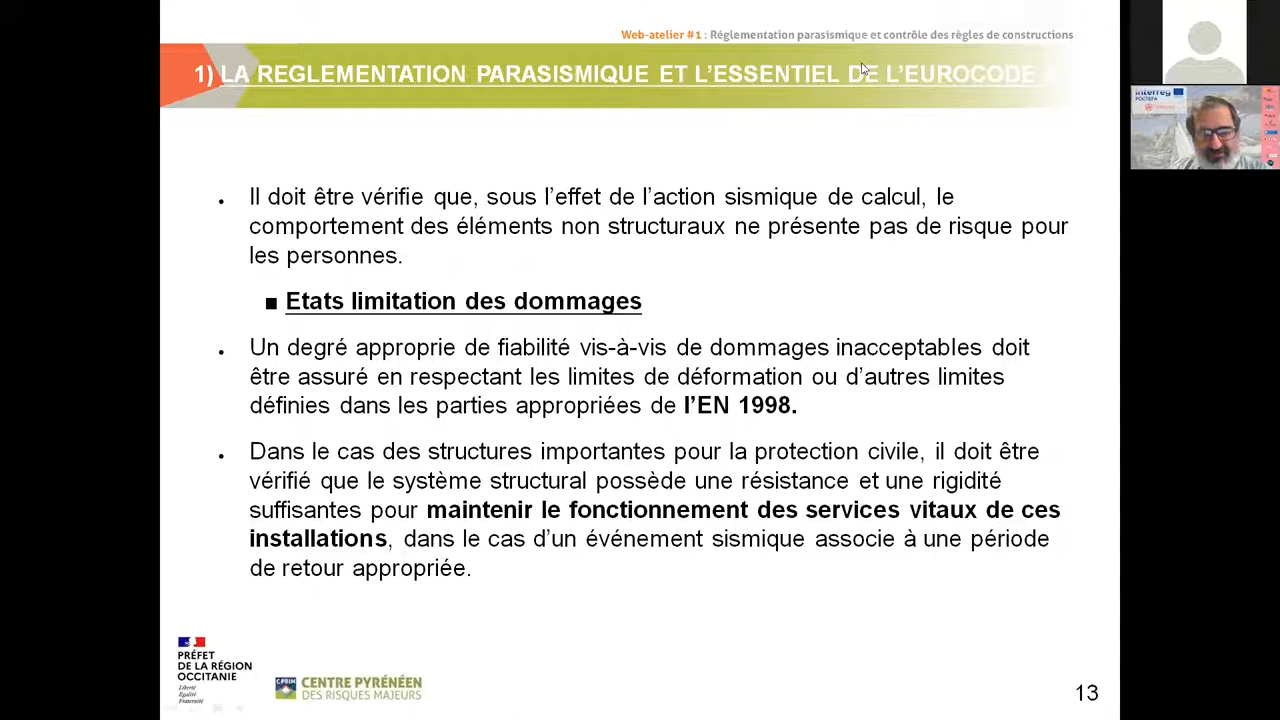 Web-atelier #1 : Réglementation parasismique et contrôle des règles de constructions
1) LA REGLEMENTATION PARASISMIQUE ET L'ESSENTIEL DE L'EUROCODE
. Il doit être vérifie que, sous l'effet de l'action sismique de calcul, le
comportement des éléments non structuraux ne présente pas de risque pour
les personnes.
■ Etats limitation des dommages
. Un degré approprie de fiabilité vis-à-vis de dommages inacceptables doit
être assuré en respectant les limites de déformation ou d'autres limites
définies dans les parties appropriées de l'EN 1998.
. Dans le cas des structures importantes pour la protection civile, il doit être
vérifié que le système structural possède une résistance et une rigidité
suffisantes pour maintenir le fonctionnement des services vitaux de ces
installations, dans le cas d'un événement sismique associe à une période
de retour appropriée.
PRÉFET
DE LA RÉGION
OCCITANIE
Liberté
Égalité
Fraternité
CPRIM
CENTRE PYRÉNÉEN
DES RISQUES MAJEURS
13
Interreg
POCTEFA